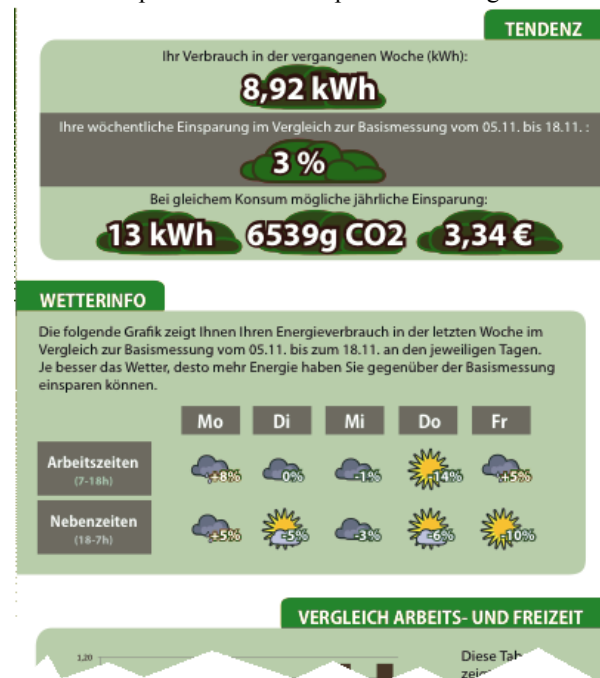 TENDENZ
Ihr Verbrauch in der vergangenen Woche (kWh):
8,92 kWh
Ihre wöchentliche Einsparung im Vergleich zur Basismessung vom 05.11. bis 18.11. :
3 %
Bei gleichem Konsum mögliche jährliche Einsparung:
13 kWh 6539g CO2 3,34 €
WETTERINFO
Die folgende Grafik zeigt Ihnen Ihren Energieverbrauch in der letzten Woche im
Vergleich zur Basismessung vom 05.11. bis zum 18.11. an den jeweiligen Tagen.
Je besser das Wetter, desto mehr Energie haben Sie gegenüber der Basismessung
einsparen können.
Mo Di Mi Do Fr
Arbeitszeiten
(7-18h)
+8% 0% -1% -14% +5%
Nebenzeiten
(18-7h)
+5% -5% -3% -6% -10%
VERGLEICH ARBEITS- UND FREIZEIT
1,20
Diese